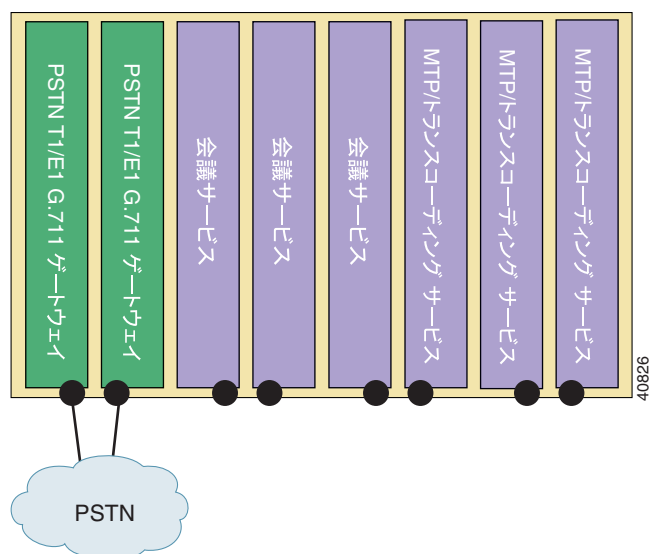 PSTN T1/E1 G.711 ゲートウェイ
PSTN T1/E1 G.711 ゲートウェイ
会議サービス
会議サービス
会議サービス
MTP/トランスコーディング サービス
MTP/トランスコーディング サービス
MTP/トランスコーディング サービス
40826
PSTN